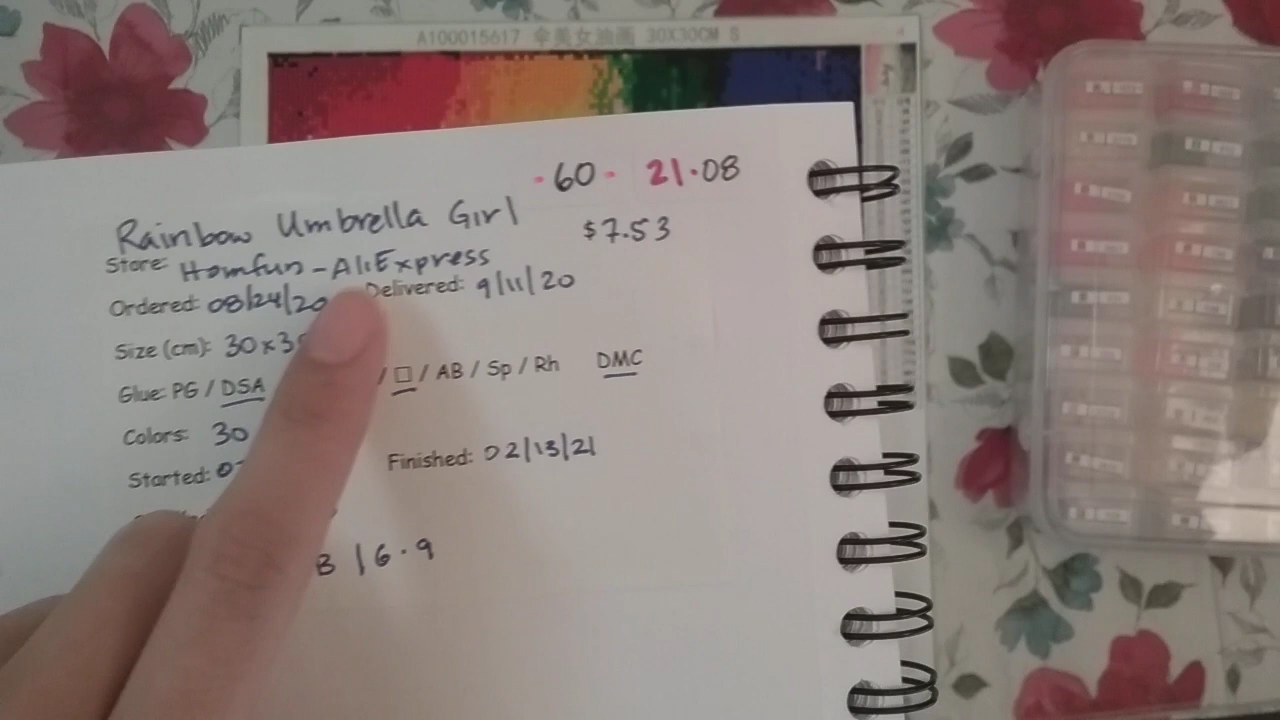 A100015617 伞美女油画 30X30CM S
·60· 21·08
Rainbow Umbrella Girl $7.53
Store: Homfun - AliExpress
Ordered: 08/24/20 Delivered: 9/11/20
Size (cm): 30x3
Glue: PG / DSA / □ / AB / Sp / Rh DMC
Colors: 30
Started: 0 Finished: 02/13/21
B 16.9